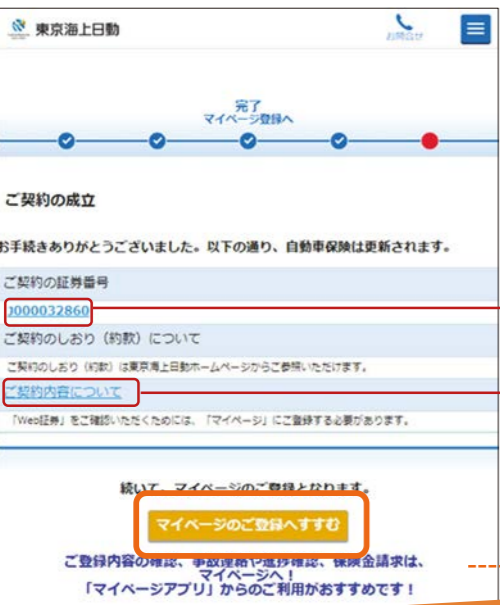 東京海上日動
お問合せ
完了
マイページ登録へ
ご契約の成立
お手続きありがとうございました。以下の通り、自動車保険は更新されます。
ご契約の証券番号
0000032860
ご契約のしおり（約款）について
ご契約のしおり（約款）は東京海上日動ホームページからご参照いただけます。
ご契約内容について
「Web証券」をご確認いただくためには、「マイページ」にご登録する必要があります。
続いて、マイページのご登録となります。
マイページのご登録へすすむ
ご登録内容の確認、事故連絡や進捗確認、保険金請求は、
マイページへ！
「マイページアプリ」からのご利用がおすすめです！